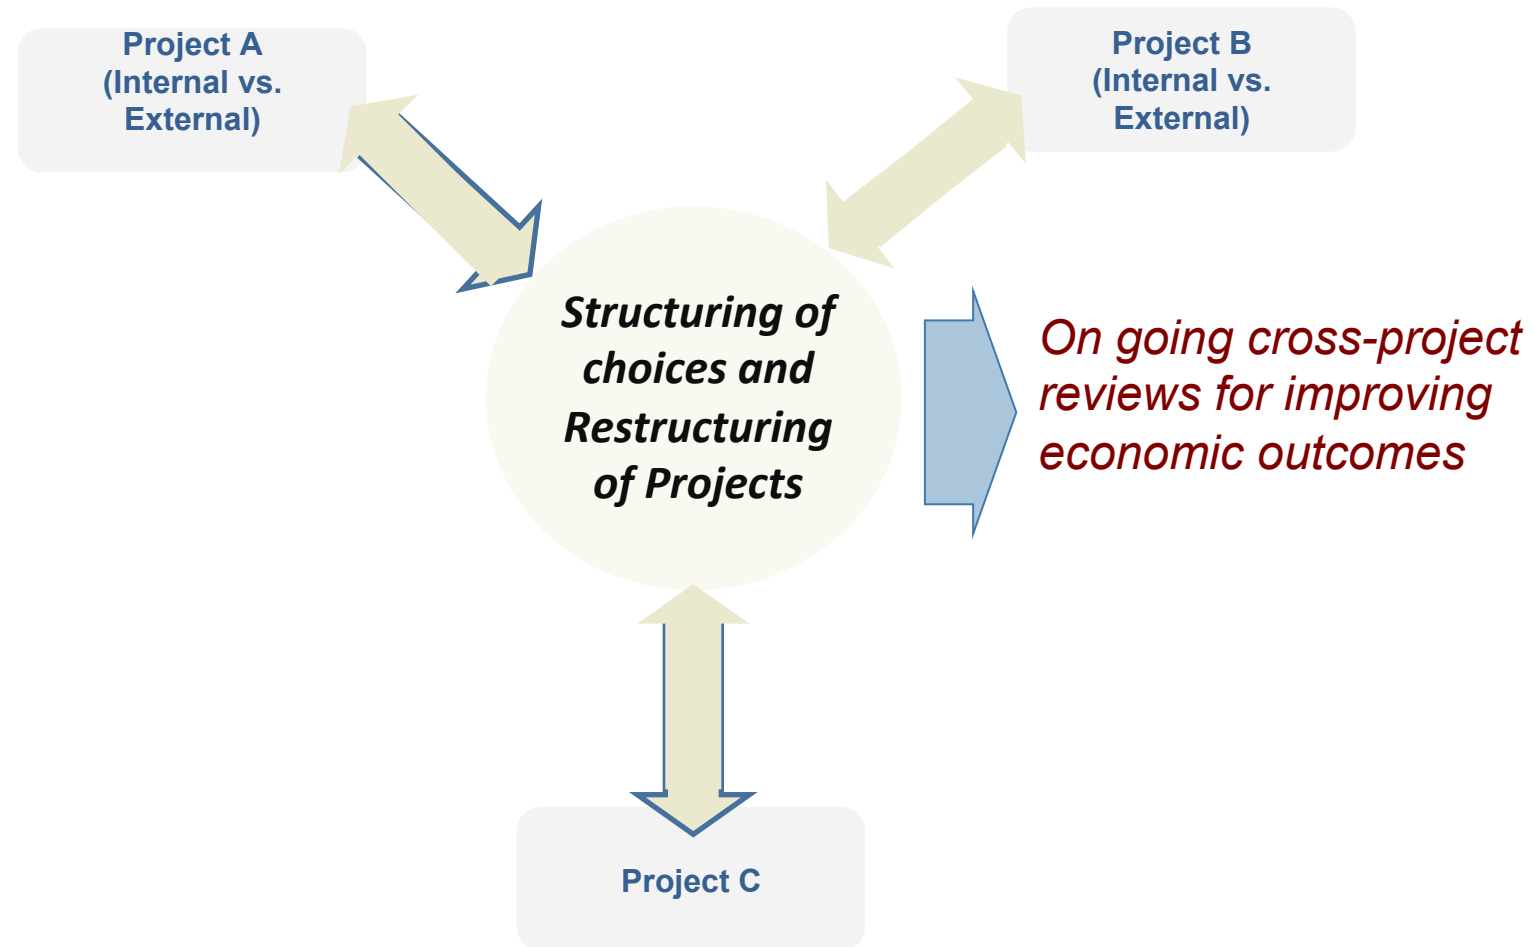 Project A
(Internal vs.
External)
Project B
(Internal vs.
External)
Structuring of
choices and
Restructuring
of Projects
On going cross-project
reviews for improving
economic outcomes
Project C